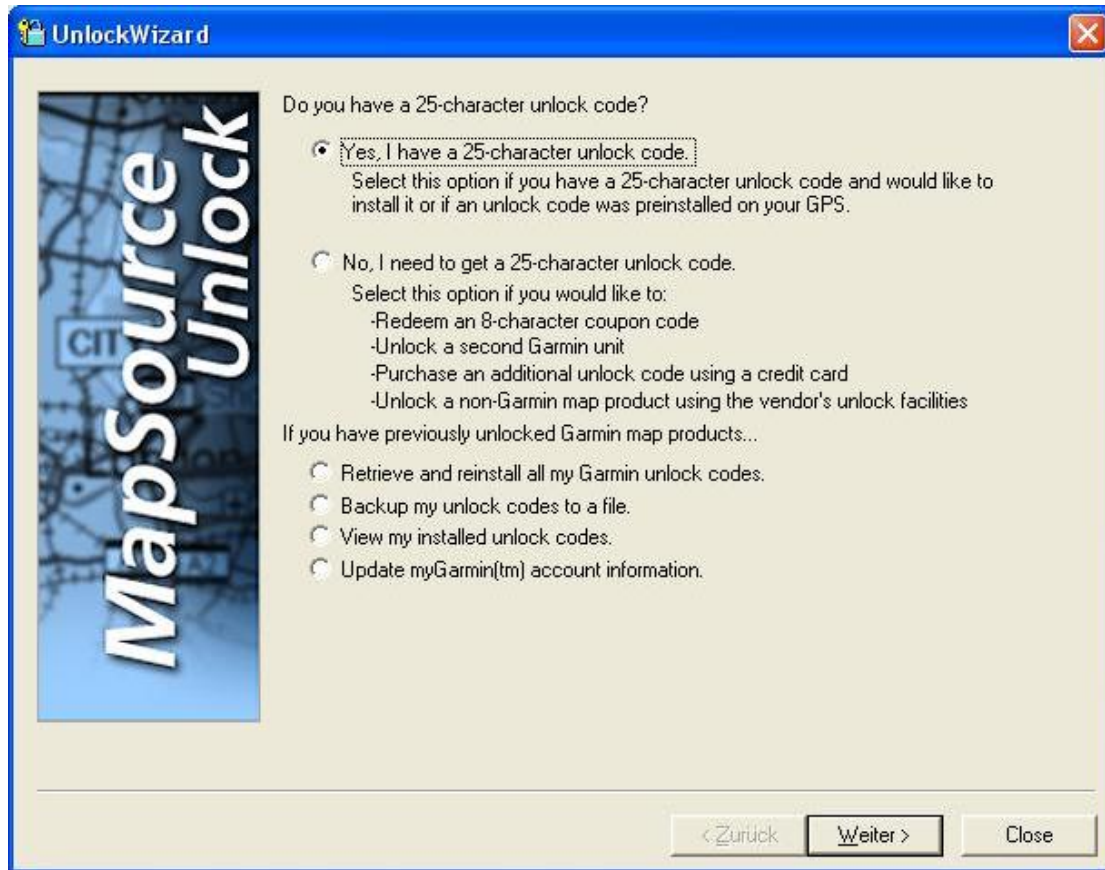 UnlockWizard
MapSource
Unlock
CIT
Do you have a 25-character unlock code?
Yes, I have a 25-character unlock code.
Select this option if you have a 25-character unlock code and would like to
install it or if an unlock code was preinstalled on your GPS.
No, I need to get a 25-character unlock code.
Select this option if you would like to:
-Redeem an 8-character coupon code
-Unlock a second Garmin unit
-Purchase an additional unlock code using a credit card
-Unlock a non-Garmin map product using the vendor's unlock facilities
If you have previously unlocked Garmin map products...
Retrieve and reinstall all my Garmin unlock codes.
Backup my unlock codes to a file.
View my installed unlock codes.
Update myGarmin(tm) account information.
< Zurück
Weiter >
Close